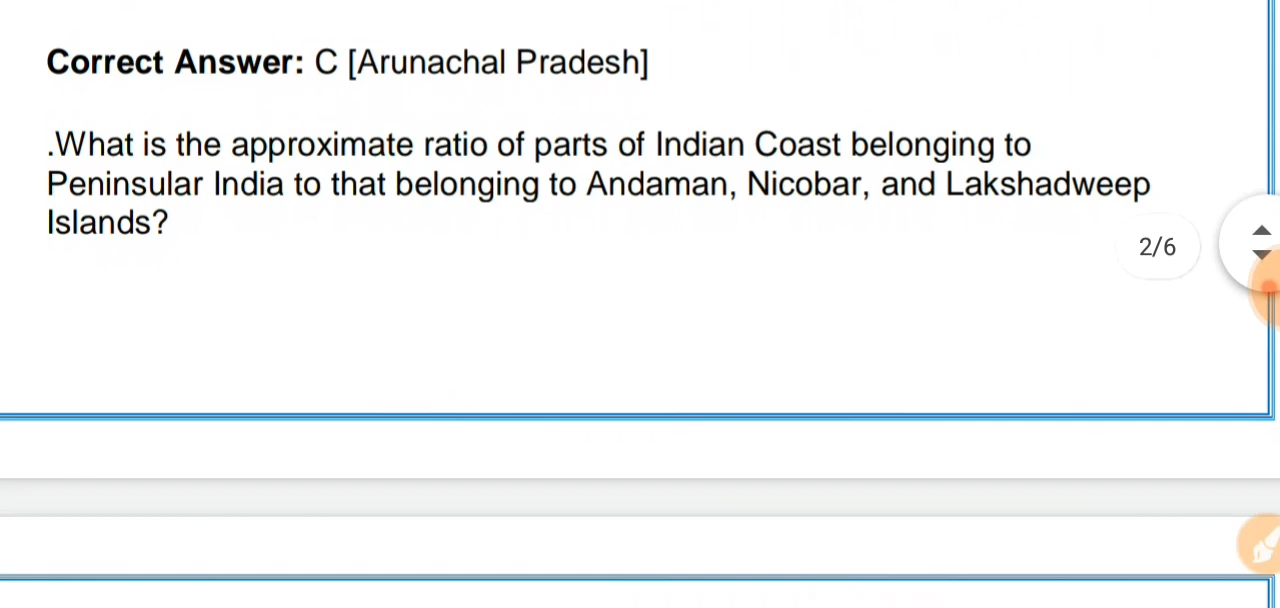 Correct Answer: C [Arunachal Pradesh]
.What is the approximate ratio of parts of Indian Coast belonging to
Peninsular India to that belonging to Andaman, Nicobar, and Lakshadweep
Islands?
2/6